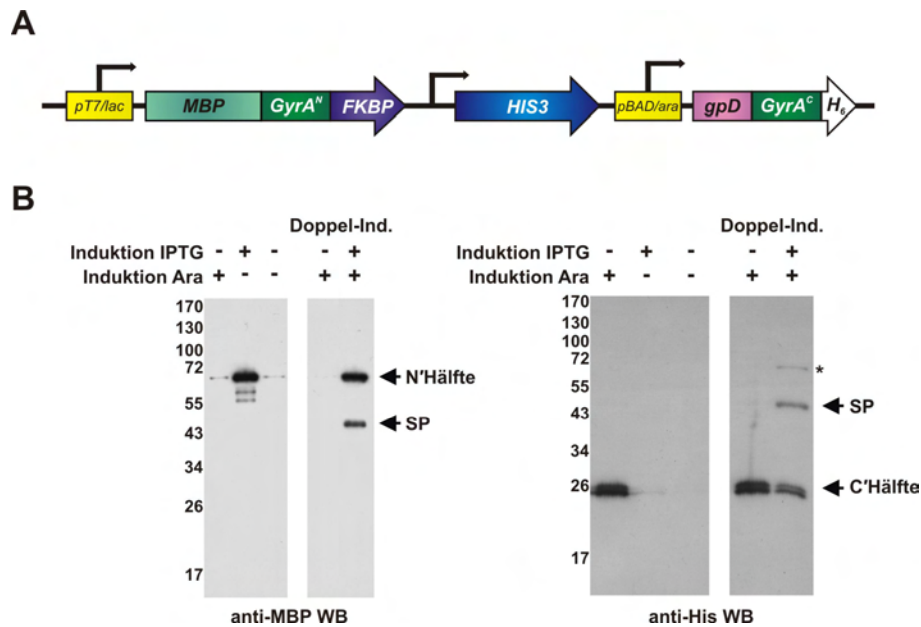 A
pT7/lac MBP GyrAᴺ FKBP HIS3 pBAD/ara gpD GyrAᶜ H₆
B
Doppel-Ind.
Induktion IPTG - + - - +
Induktion Ara + - - + +
170
130
100
72
55
43
34
26
17
N'Hälfte
SP
anti-MBP WB
Doppel-Ind.
Induktion IPTG - + - - +
Induktion Ara + - - + +
170
130
100
72
55
43
34
26
17
*
SP
C'Hälfte
anti-His WB